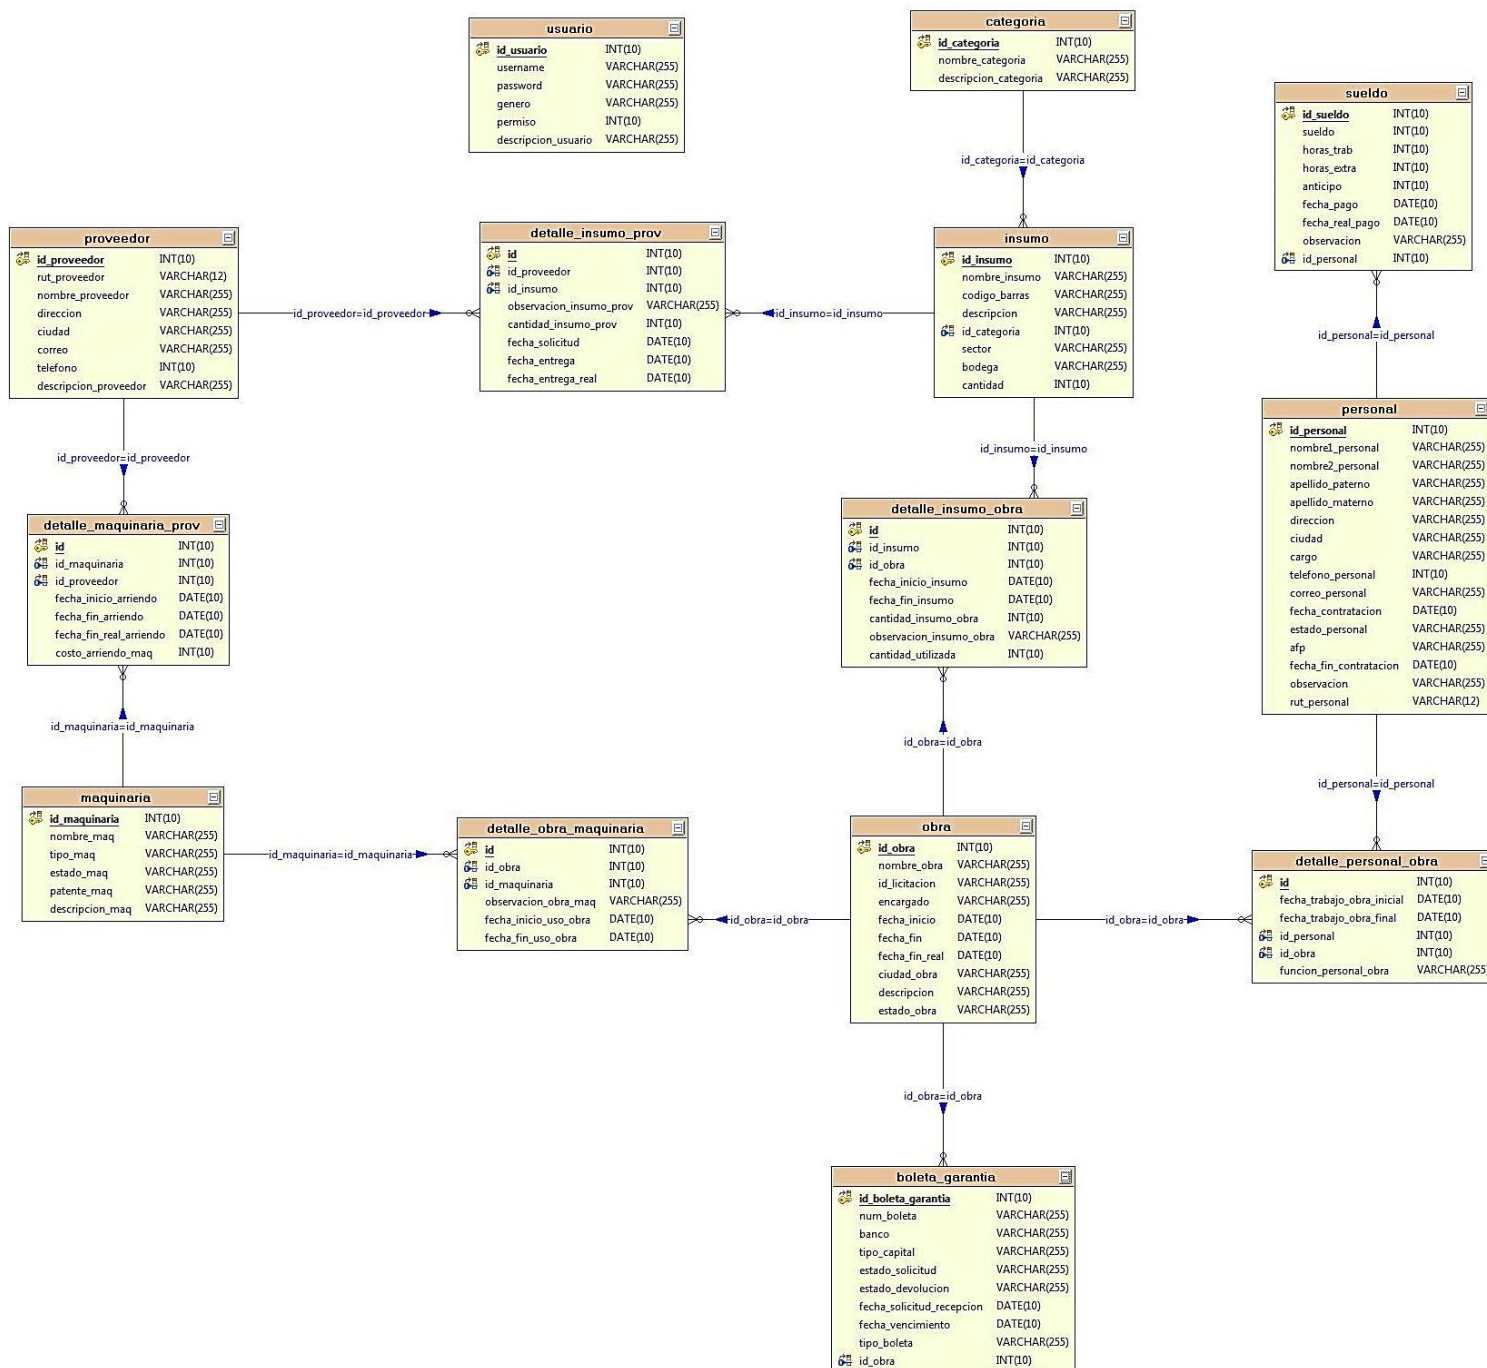 usuario
id_usuario INT(10)
username VARCHAR(255)
password VARCHAR(255)
genero VARCHAR(255)
permiso INT(10)
descripcion_usuario VARCHAR(255)
categoria
id_categoria INT(10)
nombre_categoria VARCHAR(255)
descripcion_categoria VARCHAR(255)
id_categoria=id_categoria
sueldo
id_sueldo INT(10)
sueldo INT(10)
horas_trab INT(10)
horas_extra INT(10)
anticipo INT(10)
fecha_pago DATE(10)
fecha_real_pago DATE(10)
observacion VARCHAR(255)
id_personal INT(10)
id_personal=id_personal
proveedor
id_proveedor INT(10)
rut_proveedor VARCHAR(12)
nombre_proveedor VARCHAR(255)
direccion VARCHAR(255)
ciudad VARCHAR(255)
correo VARCHAR(255)
telefono INT(10)
descripcion_proveedor VARCHAR(255)
id_proveedor=id_proveedor
detalle_insumo_prov
id INT(10)
id_proveedor INT(10)
id_insumo INT(10)
observacion_insumo_prov VARCHAR(255)
cantidad_insumo_prov INT(10)
fecha_solicitud DATE(10)
fecha_entrega DATE(10)
fecha_entrega_real DATE(10)
id_insumo=id_insumo
insumo
id_insumo INT(10)
nombre_insumo VARCHAR(255)
codigo_barras VARCHAR(255)
descripcion VARCHAR(255)
id_categoria INT(10)
sector VARCHAR(255)
bodega VARCHAR(255)
cantidad INT(10)
id_proveedor=id_proveedor
id_insumo=id_insumo
personal
id_personal INT(10)
nombre1_personal VARCHAR(255)
nombre2_personal VARCHAR(255)
apellido_paterno VARCHAR(255)
apellido_materno VARCHAR(255)
direccion VARCHAR(255)
ciudad VARCHAR(255)
cargo VARCHAR(255)
telefono_personal INT(10)
correo_personal VARCHAR(255)
fecha_contratacion DATE(10)
estado_personal VARCHAR(255)
afp VARCHAR(255)
fecha_fin_contratacion DATE(10)
observacion VARCHAR(255)
rut_personal VARCHAR(12)
detalle_maquinaria_prov
id INT(10)
id_maquinaria INT(10)
id_proveedor INT(10)
fecha_inicio_arriendo DATE(10)
fecha_fin_arriendo DATE(10)
fecha_fin_real_arriendo DATE(10)
costo_arriendo_maq INT(10)
detalle_insumo_obra
id INT(10)
id_insumo INT(10)
id_obra INT(10)
fecha_inicio_insumo DATE(10)
fecha_fin_insumo DATE(10)
cantidad_insumo_obra INT(10)
observacion_insumo_obra VARCHAR(255)
cantidad_utilizada INT(10)
id_maquinaria=id_maquinaria
id_obra=id_obra
id_personal=id_personal
maquinaria
id_maquinaria INT(10)
nombre_maq VARCHAR(255)
tipo_maq VARCHAR(255)
estado_maq VARCHAR(255)
patente_maq VARCHAR(255)
descripcion_maq VARCHAR(255)
id_maquinaria=id_maquinaria
detalle_obra_maquinaria
id INT(10)
id_obra INT(10)
id_maquinaria INT(10)
observacion_obra_maq VARCHAR(255)
fecha_inicio_uso_obra DATE(10)
fecha_fin_uso_obra DATE(10)
id_obra=id_obra
obra
id_obra INT(10)
nombre_obra VARCHAR(255)
id_licitacion VARCHAR(255)
encargado VARCHAR(255)
fecha_inicio DATE(10)
fecha_fin DATE(10)
fecha_fin_real DATE(10)
ciudad_obra VARCHAR(255)
descripcion VARCHAR(255)
estado_obra VARCHAR(255)
id_obra=id_obra
detalle_personal_obra
id INT(10)
fecha_trabajo_obra_inicial DATE(10)
fecha_trabajo_obra_final DATE(10)
id_personal INT(10)
id_obra INT(10)
funcion_personal_obra VARCHAR(255
id_obra=id_obra
boleta_garantia
id_boleta_garantia INT(10)
num_boleta VARCHAR(255)
banco VARCHAR(255)
tipo_capital VARCHAR(255)
estado_solicitud VARCHAR(255)
estado_devolucion VARCHAR(255)
fecha_solicitud_recepcion DATE(10)
fecha_vencimiento DATE(10)
tipo_boleta VARCHAR(255)
id_obra INT(10)